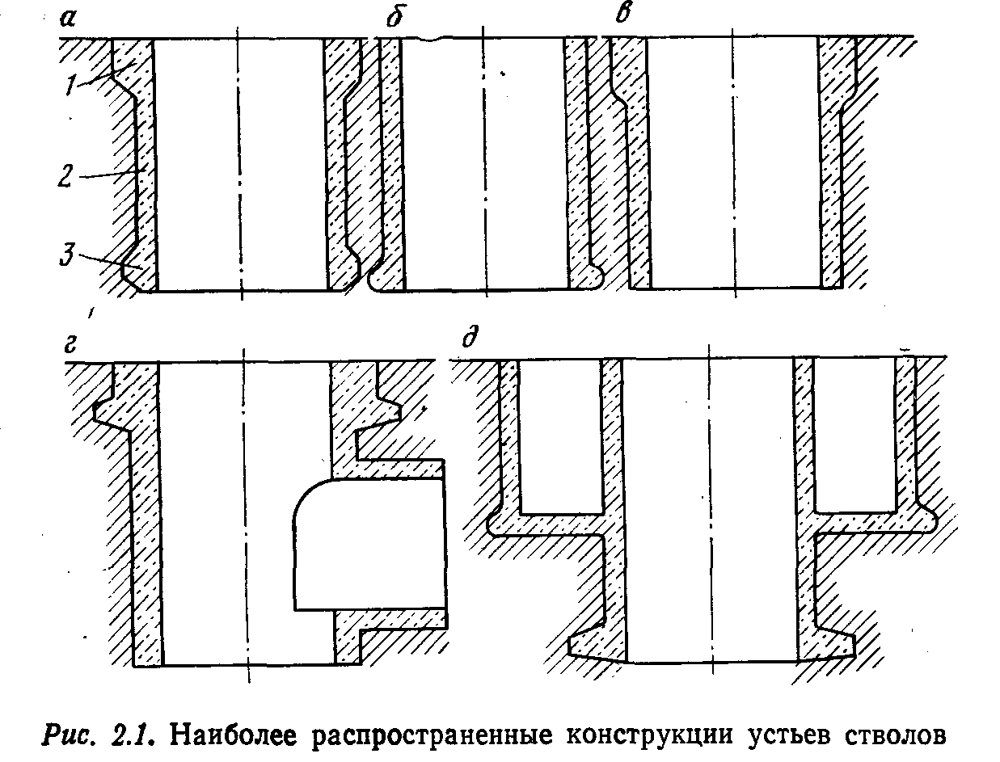 а б в
1
2
3
г д
Рис. 2.1. Наиболее распространенные конструкции устьев стволов